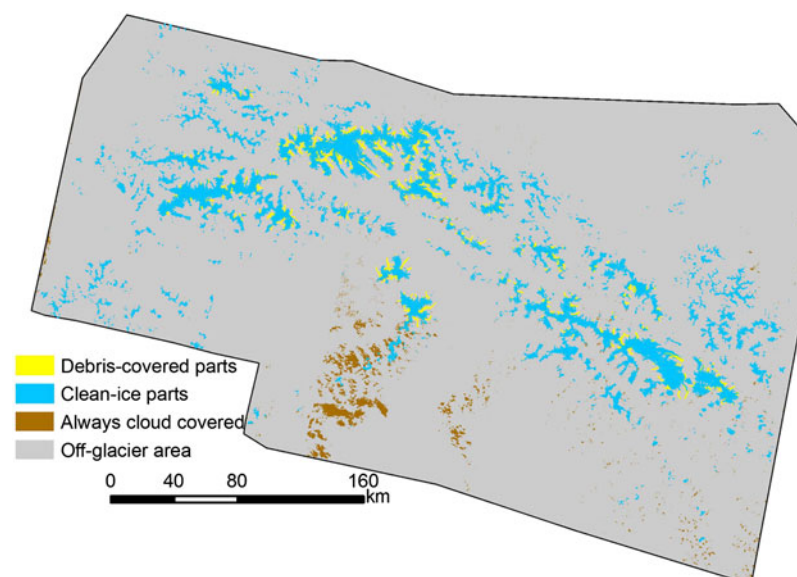 Debris-covered parts
Clean-ice parts
Always cloud covered
Off-glacier area
0 40 80 160
km